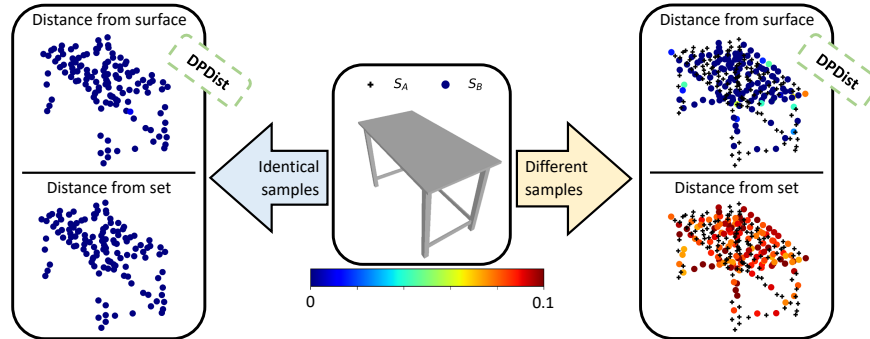 Distance from surface
DPDist
Distance from set
Identical
samples
S_A
S_B
0
0.1
Different
samples
Distance from surface
DPDist
Distance from set